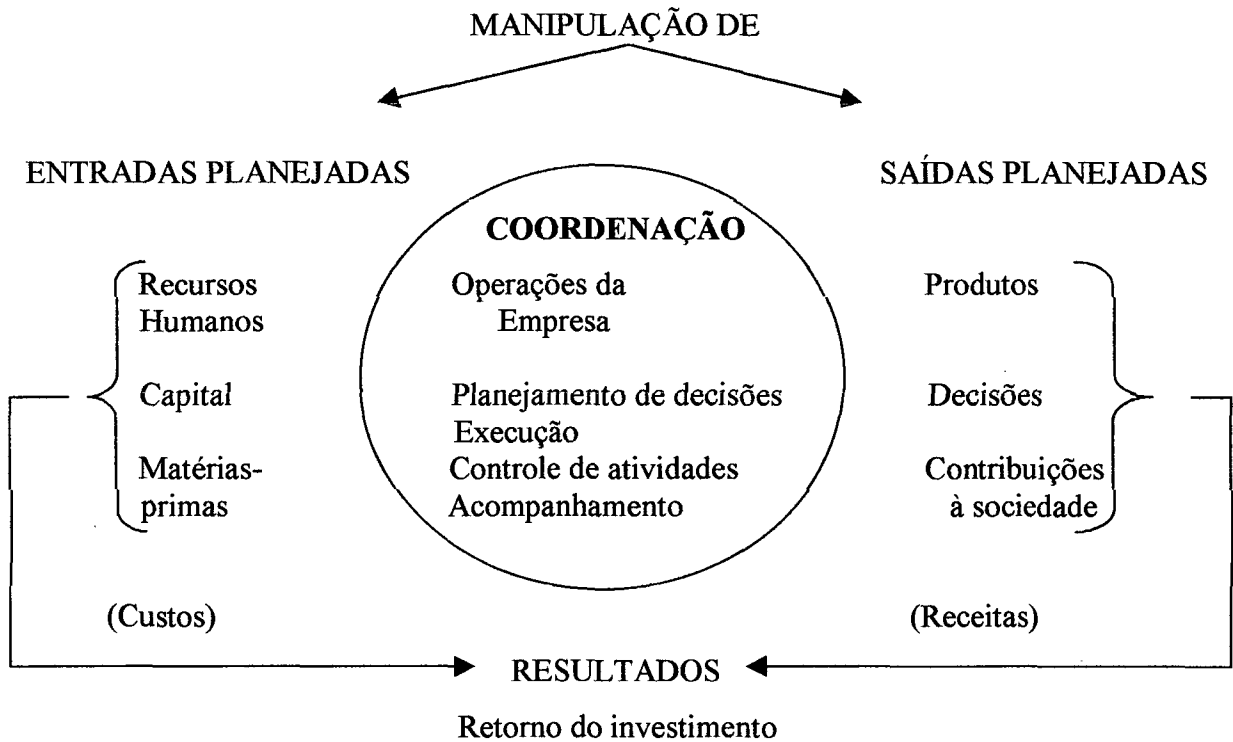 MANIPULAÇÃO DE
ENTRADAS PLANEJADAS
SAÍDAS PLANEJADAS
COORDENAÇÃO
Recursos
Humanos
Capital
Matérias-
primas
(Custos)
Operações da
Empresa
Planejamento de decisões
Execução
Controle de atividades
Acompanhamento
Produtos
Decisões
Contribuições
à sociedade
(Receitas)
RESULTADOS
Retorno do investimento